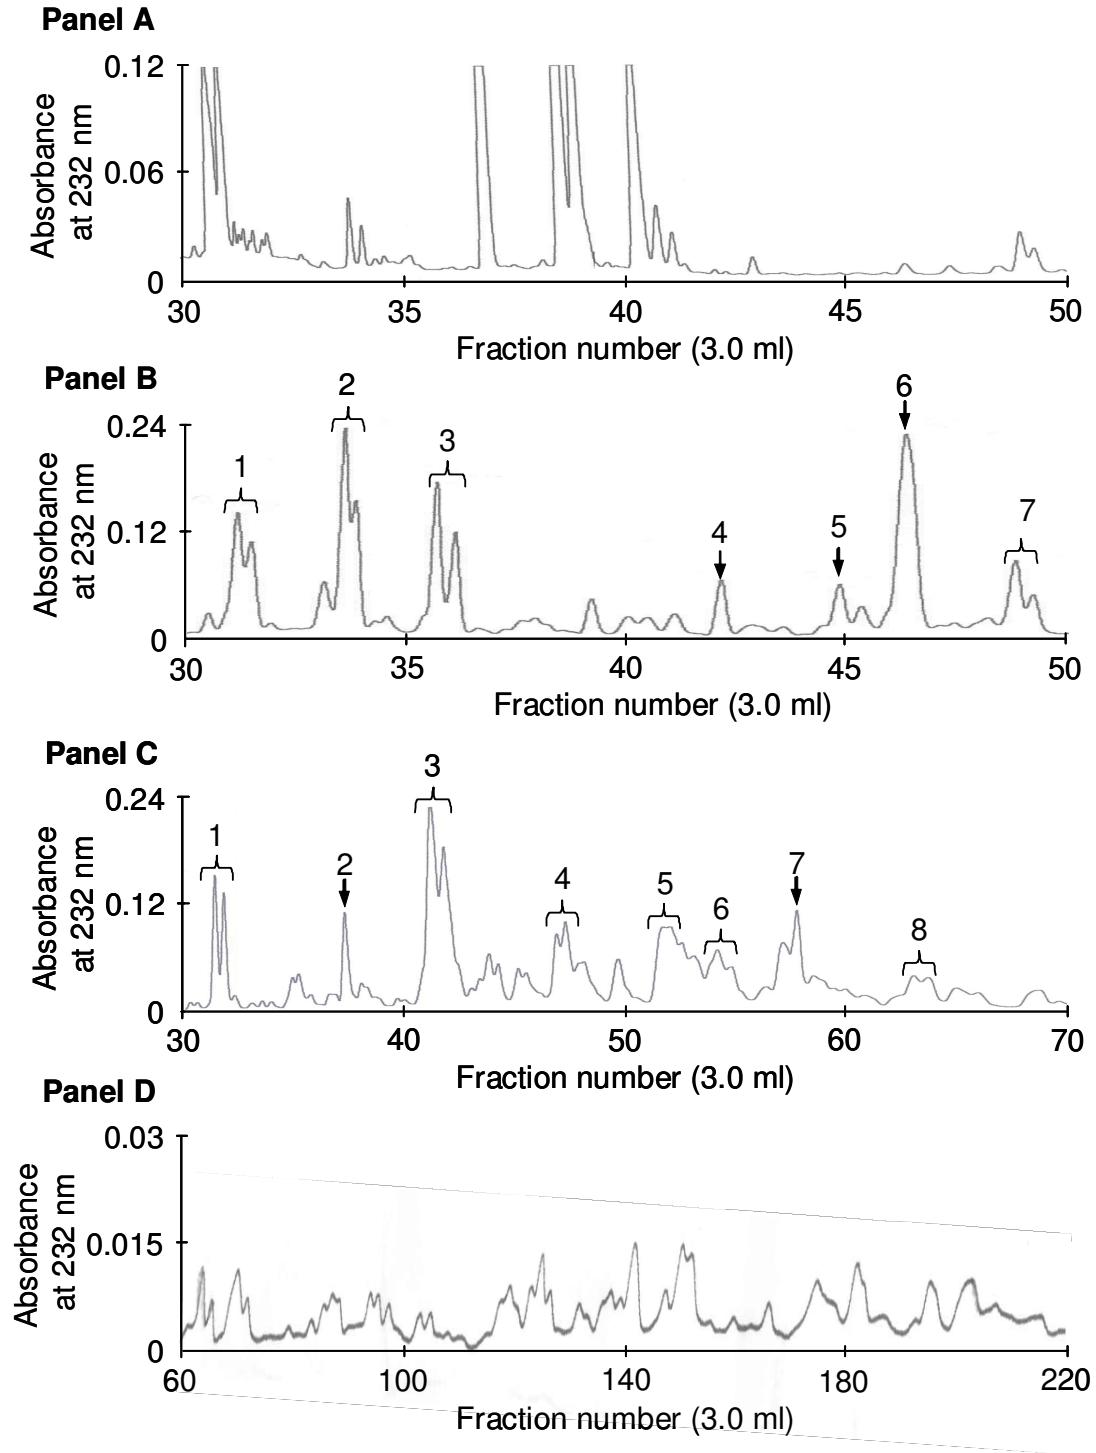 Panel A
Absorbance
at 232 nm
0.12
0.06
0
30 35 40 45 50
Fraction number (3.0 ml)
Panel B
Absorbance
at 232 nm
0.24
0.12
0
1 2 3 4 5 6 7
30 35 40 45 50
Fraction number (3.0 ml)
Panel C
Absorbance
at 232 nm
0.24
0.12
0
1 2 3 4 5 6 7 8
30 40 50 60 70
Fraction number (3.0 ml)
Panel D
Absorbance
at 232 nm
0.03
0.015
0
60 100 140 180 220
Fraction number (3.0 ml)